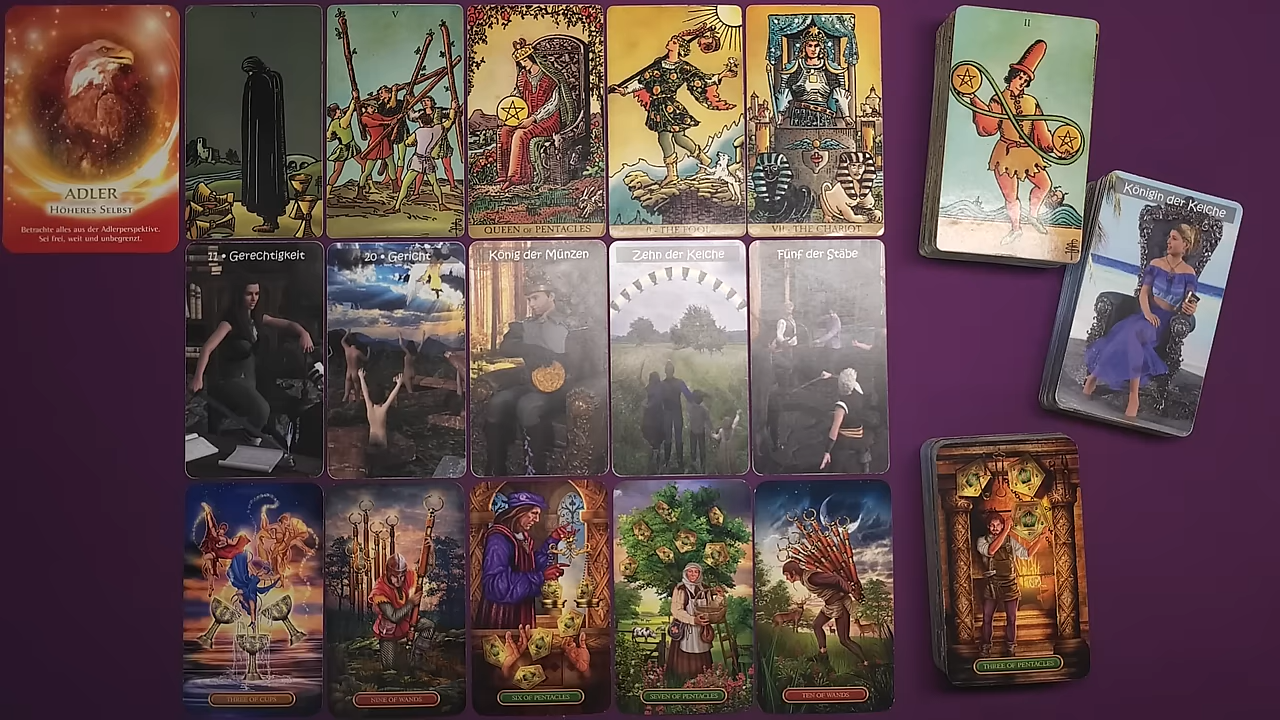 ADLER
HÖHERES SELBST
Betrachte alles aus der Adlerperspektive.
Sei frei, weit und unbegrenzt.
V
V
QUEEN OF PENTACLES
0 - THE FOOL
VII - THE CHARIOT
II
Königin der Kelche
11 • Gerechtigkeit
20 • Gericht
König der Münzen
Zehn der Kelche
Fünf der Stäbe
THREE OF CUPS
NINE OF WANDS
SIX OF PENTACLES
SEVEN OF PENTACLES
TEN OF WANDS
THREE OF PENTACLES